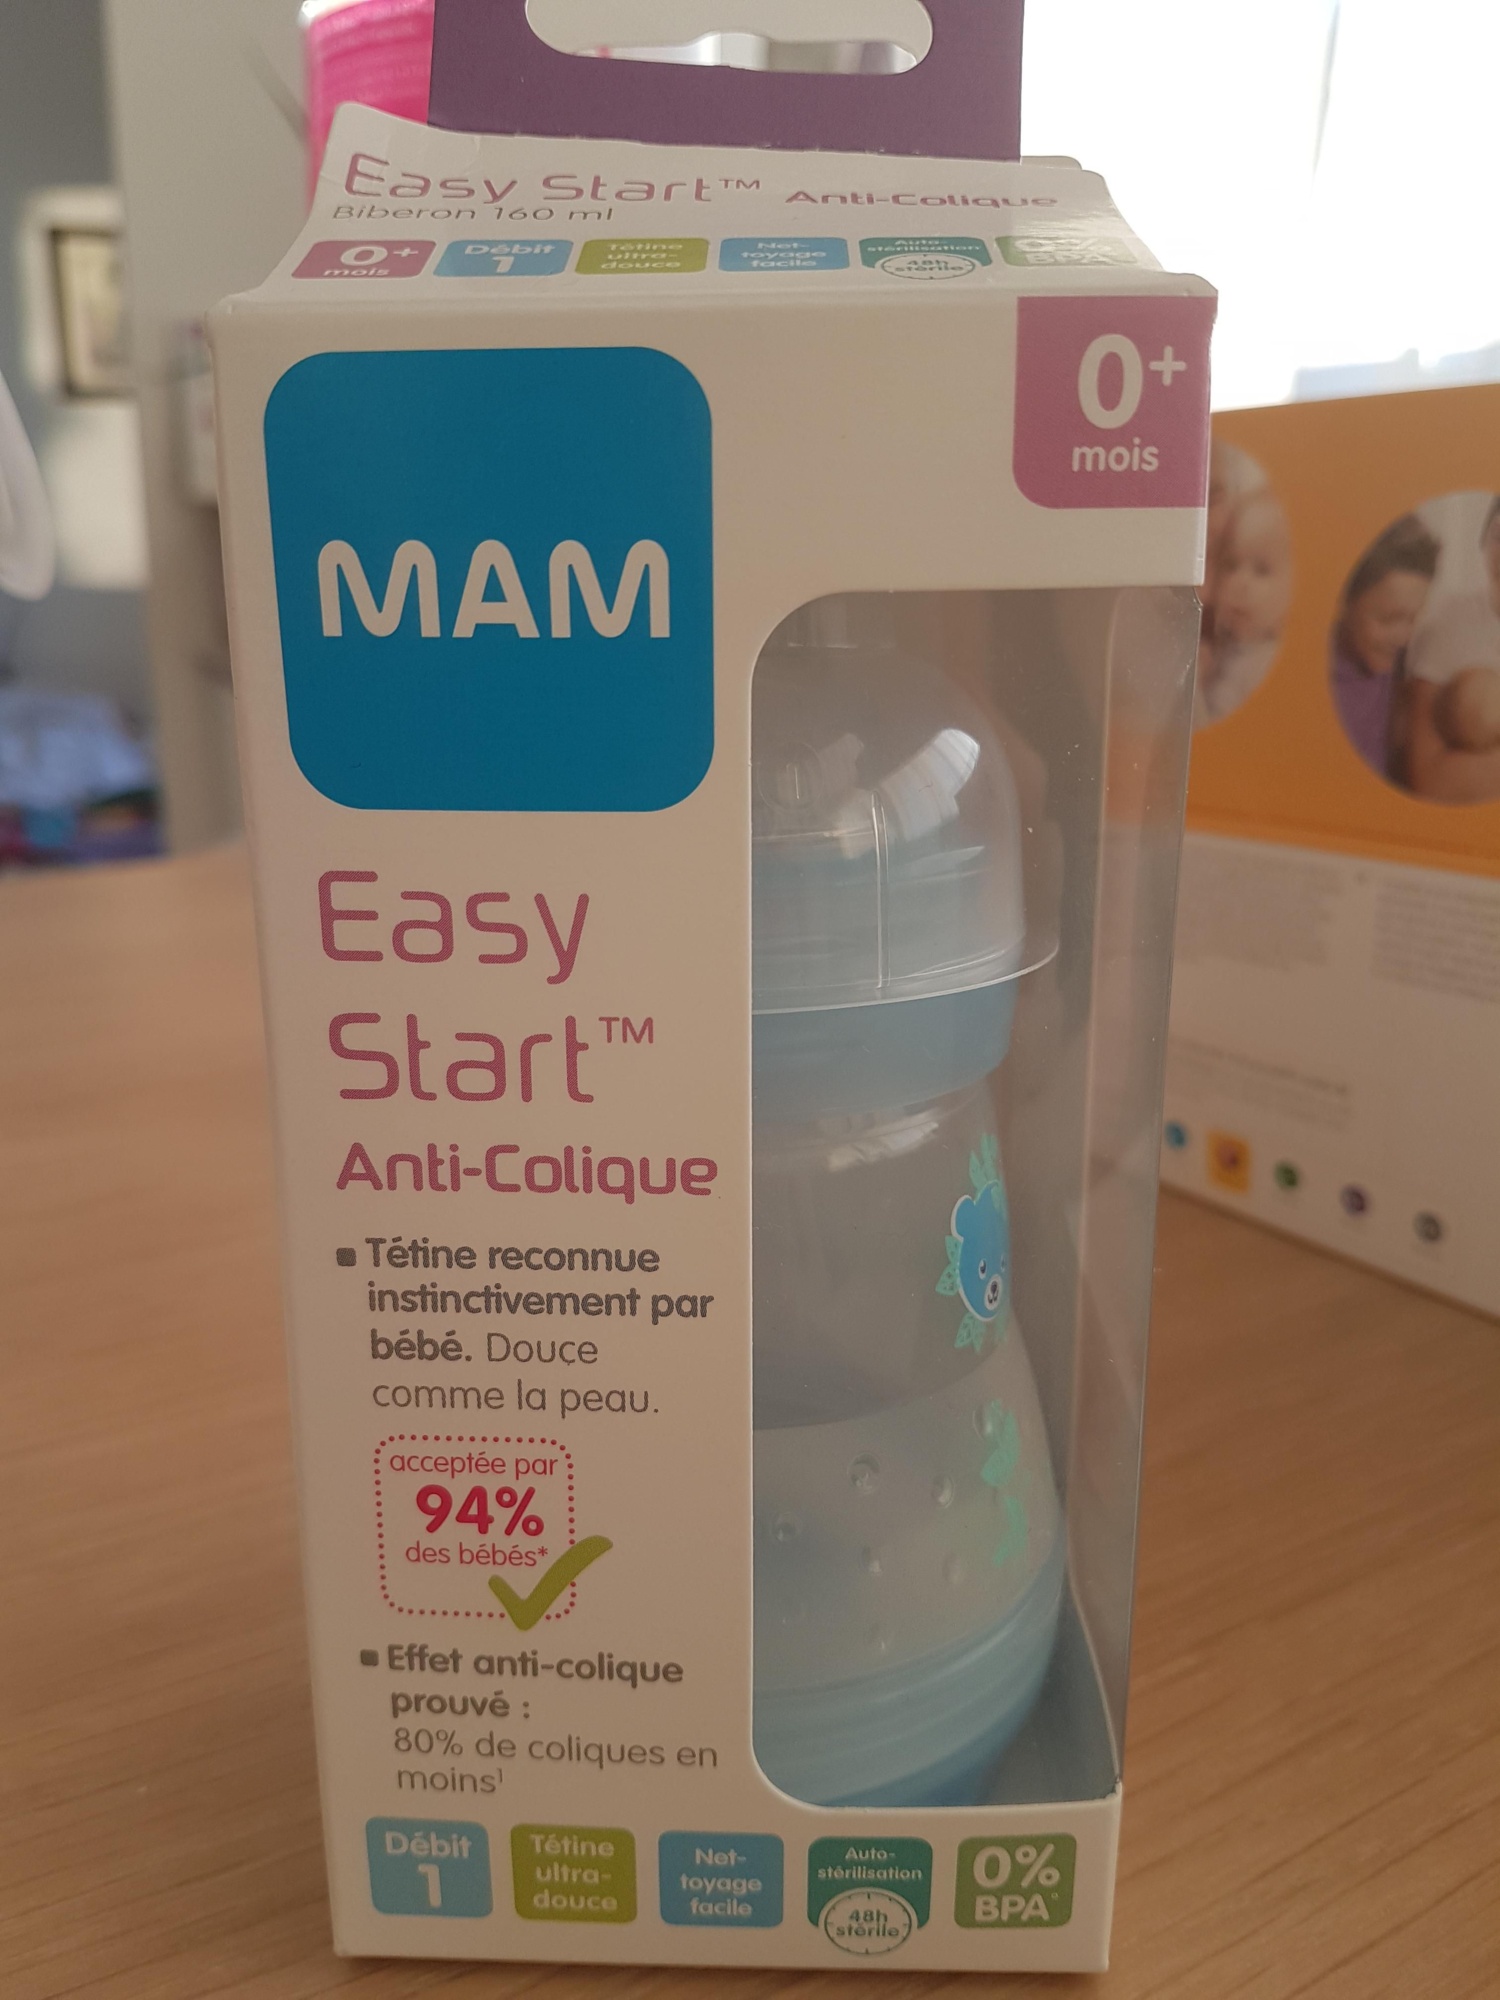 Easy Start™ Anti-Colique
Biberon 160 ml
0+
mois
Débit
1
Tétine
ultra-
douce
Net-
toyage
facile
Auto-
stérilisation
48h
stérile
0%
BPA
0+
mois
MAM
Easy
Start™
Anti-Colique
▪ Tétine reconnue
instinctivement par
bébé. Douce
comme la peau.
acceptée par
94%
des bébés*
▪ Effet anti-colique
prouvé :
80% de coliques en
moins¹
Débit
1
Tétine
ultra-
douce
Net-
toyage
facile
Auto-
stérilisation
48h
stérile
0%
BPA°